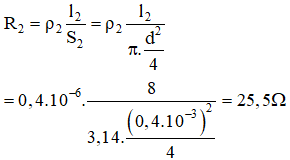 R₂ = ρ₂ l₂/S₂ = ρ₂ l₂/(π.d²/4)
= 0,4.10⁻⁶. 8/(3,14.(0,4.10⁻³)²/4) = 25,5Ω